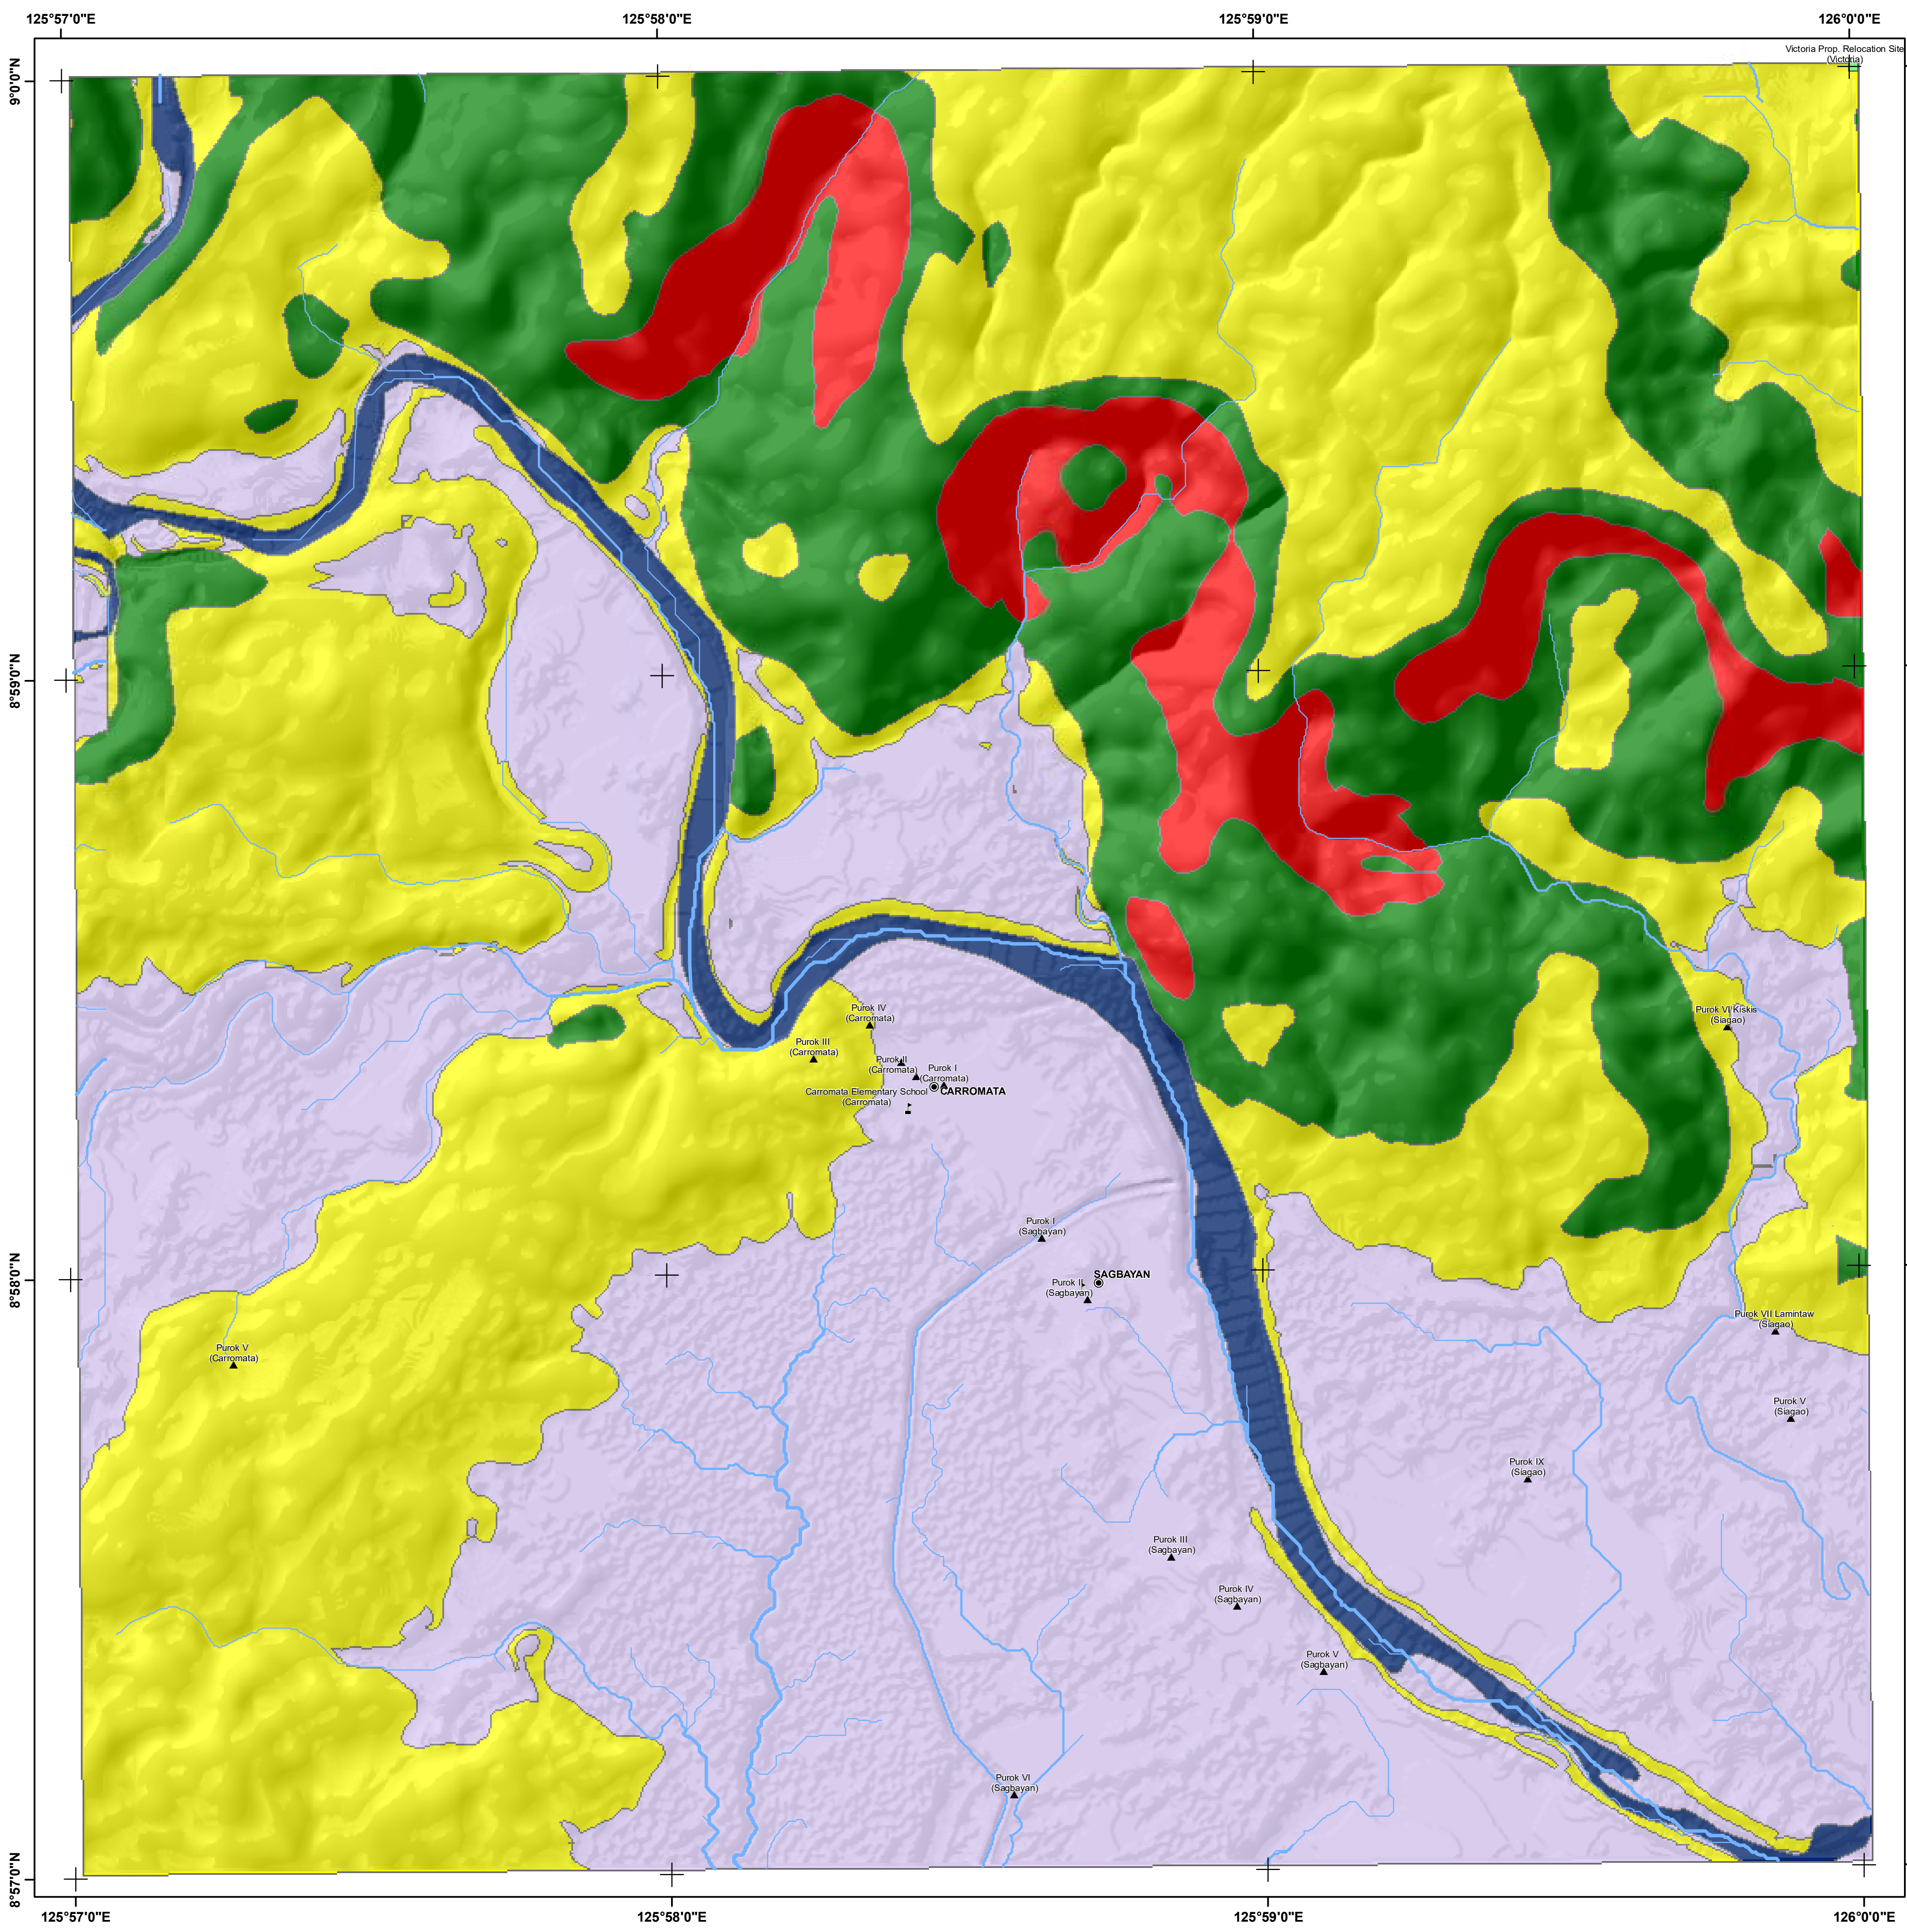 125°57'0"E 125°58'0"E 125°59'0"E 126°0'0"E
Victoria Prop. Relocation Site
(Victoria)
9°0'0"N
8°59'0"N
Purok IV
(Carromata)
Purok VI Kiskis
(Siagao)
Purok III
(Carromata)
Purok II
(Carromata)
Purok I
(Carromata)
Carromata Elementary School
(Carromata)
CARROMATA
Purok I
(Sagbayan)
8°58'0"N
SAGBAYAN
Purok II
(Sagbayan)
Purok VII Lamintaw
(Siagao)
Purok V
(Carromata)
Purok V
(Siagao)
Purok IX
(Siagao)
Purok III
(Sagbayan)
Purok IV
(Sagbayan)
Purok V
(Sagbayan)
Purok VI
(Sagbayan)
8°57'0"N
125°57'0"E 125°58'0"E 125°59'0"E 126°0'0"E